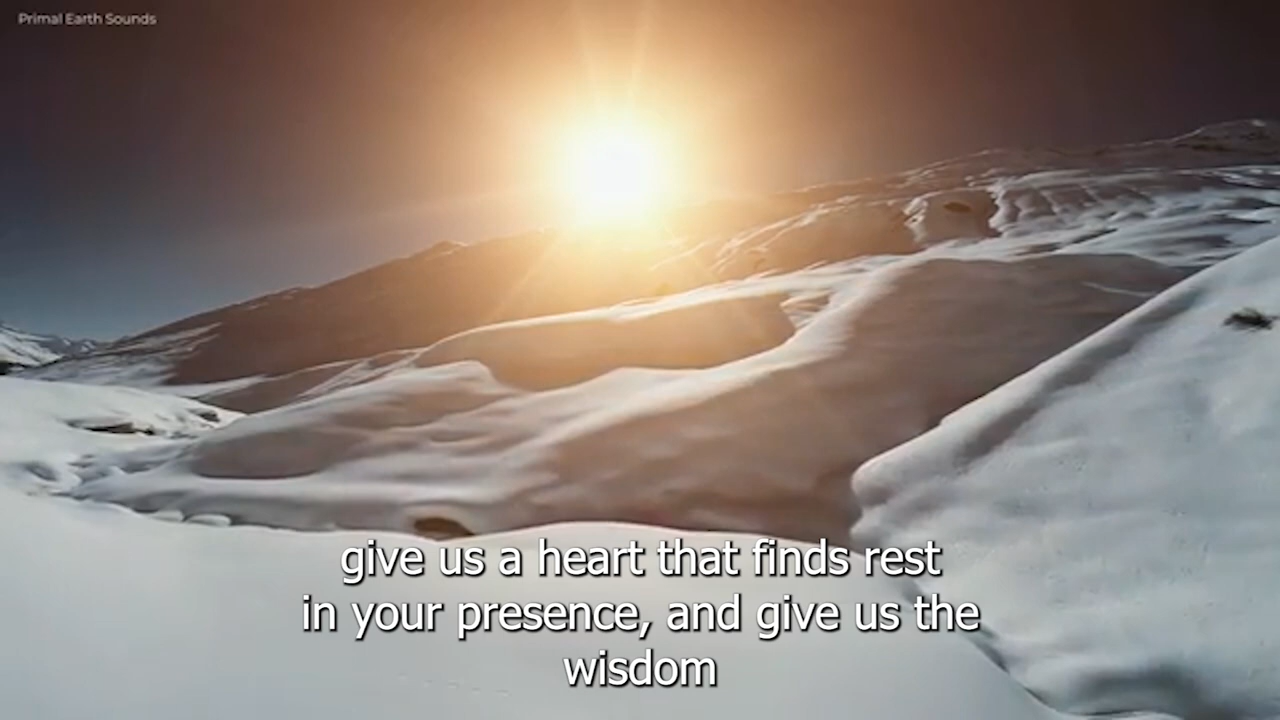 Primal Earth Sounds
give us a heart that finds rest
in your presence, and give us the
wisdom